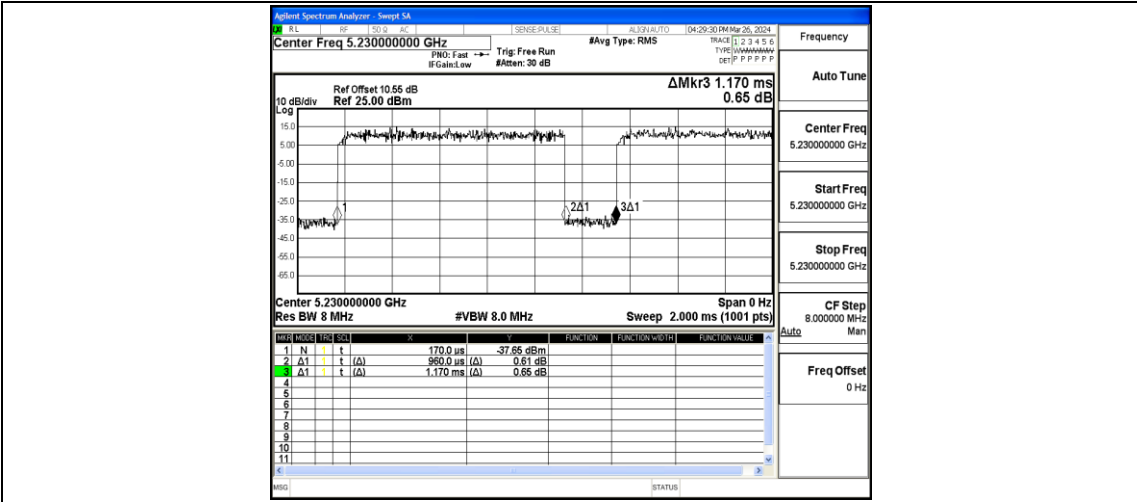 Agilent Spectrum Analyzer - Swept SA
RL RF 50 Ω AC SENSE:PULSE ALIGN AUTO 04:29:30 PM Mar 26, 2024
Center Freq 5.230000000 GHz #Avg Type: RMS TRACE 1 2 3 4 5 6
PNO: Fast Trig: Free Run TYPE WWWWWW
IFGain:Low #Atten: 30 dB DET P P P P P P
Frequency
Auto Tune
Center Freq
5.230000000 GHz
Start Freq
5.230000000 GHz
Stop Freq
5.230000000 GHz
CF Step
8.000000 MHz
Auto Man
Freq Offset
0 Hz
ΔMkr3 1.170 ms
0.65 dB
Ref Offset 10.55 dB
10 dB/div Ref 25.00 dBm
Log
15.0
5.00
-5.00
-15.0
-25.0
-35.0
-45.0
-55.0
-65.0
1
2Δ1
3Δ1
Center 5.230000000 GHz Span 0 Hz
Res BW 8 MHz #VBW 8.0 MHz Sweep 2.000 ms (1001 pts)
MKR MODE TRC SCL X Y FUNCTION FUNCTION WIDTH FUNCTION VALUE
1 N 1 t 170.0 µs -37.65 dBm
2 Δ1 1 t (Δ) 960.0 µs (Δ) 0.61 dB
3 Δ1 1 t (Δ) 1.170 ms (Δ) 0.65 dB
4
5
6
7
8
9
10
11
MSG STATUS